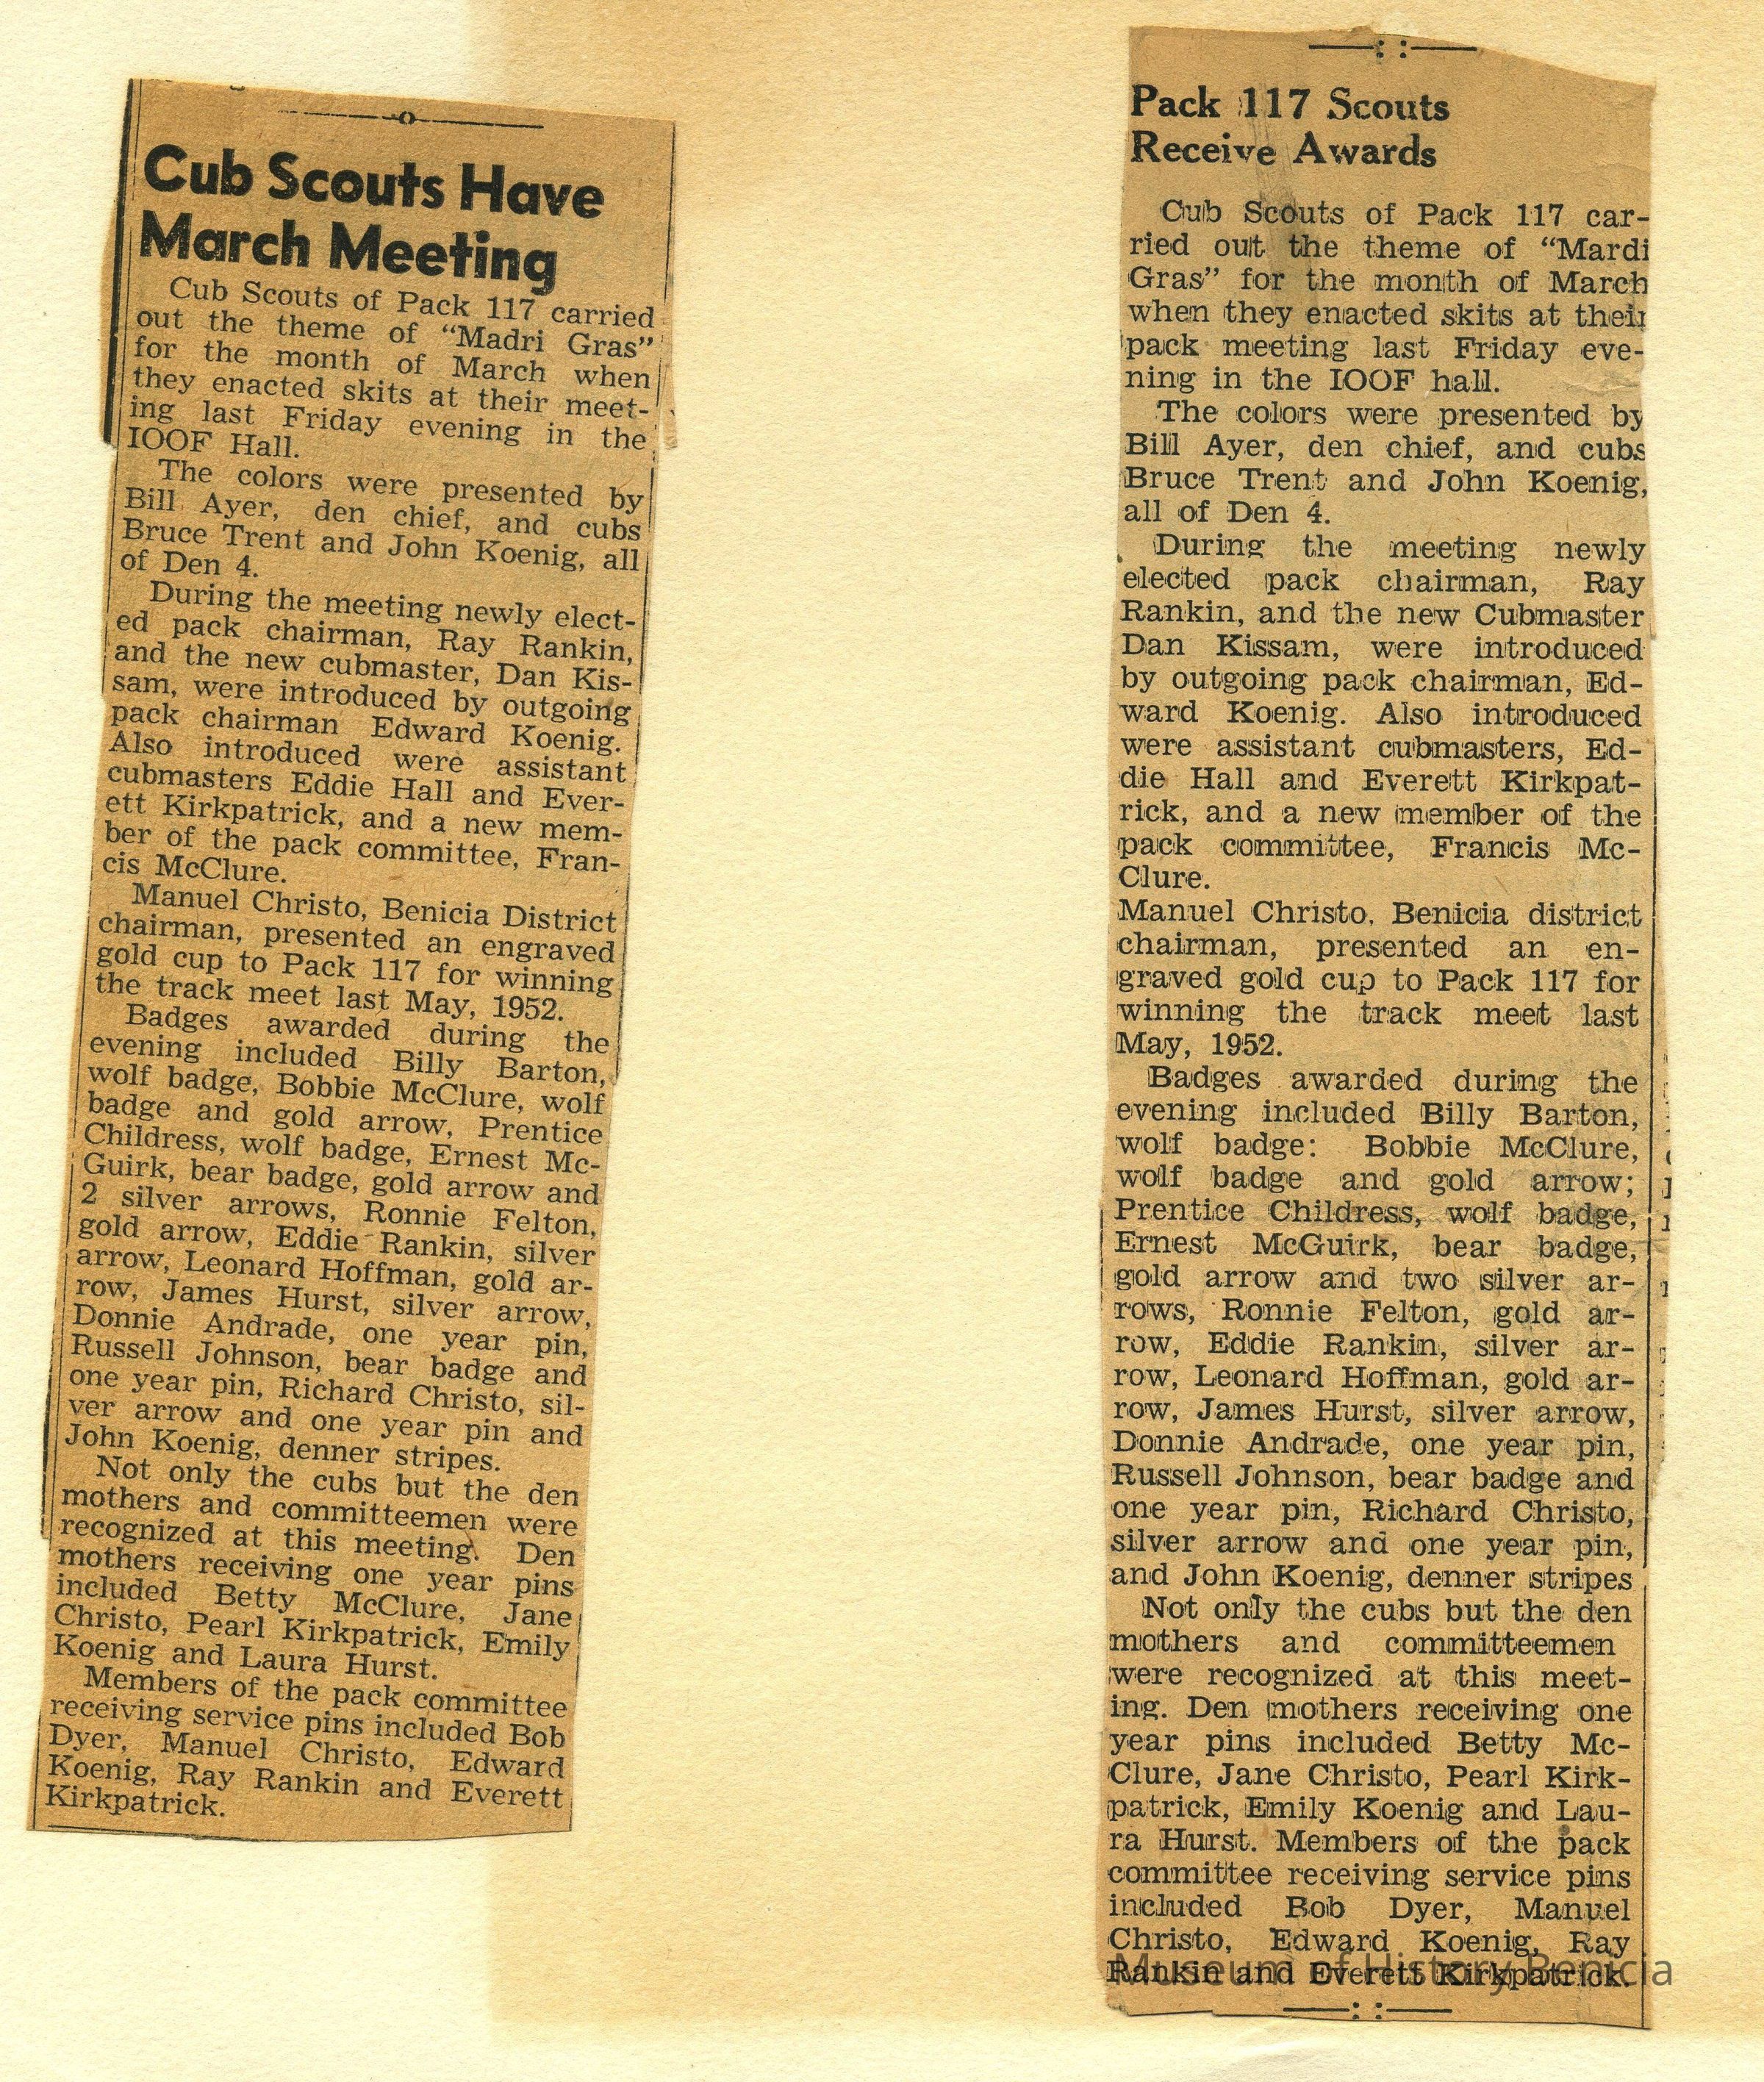 Cub Scouts Have
March Meeting
Cub Scouts of Pack 117 carried
out the theme of “Madri Gras”
for the month of March when
they enacted skits at their meet-
ing last Friday evening in the
IOOF Hall.
The colors were presented by
Bill Ayer, den chief, and cubs
Bruce Trent and John Koenig, all
of Den 4.
During the meeting newly elect-
ed pack chairman, Ray Rankin,
and the new cubmaster, Dan Kis-
sam, were introduced by outgoing
pack chairman Edward Koenig.
Also introduced were assistant
cubmasters Eddie Hall and Ever-
ett Kirkpatrick, and a new mem-
ber of the pack committee, Fran-
cis McClure.
Manuel Christo, Benicia District
chairman, presented an engraved
gold cup to Pack 117 for winning
the track meet last May, 1952.
Badges awarded during the
evening included Billy Barton,
wolf badge, Bobbie McClure, wolf
badge and gold arrow, Prentice
Childress, wolf badge, Ernest Mc-
Guirk, bear badge, gold arrow and
2 silver arrows, Ronnie Felton,
gold arrow, Eddie Rankin, silver
arrow, Leonard Hoffman, gold ar-
row, James Hurst, silver arrow,
Donnie Andrade, one year pin,
Russell Johnson, bear badge and
one year pin, Richard Christo, sil-
ver arrow and one year pin and
John Koenig, denner stripes.
Not only the cubs but the den
mothers and committeemen were
recognized at this meeting. Den
mothers receiving one year pins
included Betty McClure, Jane
Christo, Pearl Kirkpatrick, Emily
Koenig and Laura Hurst.
Members of the pack committee
receiving service pins included Bob
Dyer, Manuel Christo, Edward
Koenig, Ray Rankin and Everett
Kirkpatrick.
Pack 117 Scouts
Receive Awards
Cub Scouts of Pack 117 car-
ried out the theme of “Mardi
Gras” for the month of March
when they enacted skits at their
pack meeting last Friday eve-
ning in the IOOF hall.
The colors were presented by
Bill Ayer, den chief, and cubs
Bruce Trent and John Koenig,
all of Den 4.
During the meeting newly
elected pack chairman, Ray
Rankin, and the new Cubmaster
Dan Kissam, were introduced
by outgoing pack chairman, Ed-
ward Koenig. Also introduced
were assistant cubmasters, Ed-
die Hall and Everett Kirkpat-
rick, and a new member of the
pack committee, Francis Mc-
Clure.
Manuel Christo, Benicia district
chairman, presented an en-
graved gold cup to Pack 117 for
winning the track meet last
May, 1952.
Badges awarded during the
evening included Billy Barton,
wolf badge: Bobbie McClure,
wolf badge and gold arrow;
Prentice Childress, wolf badge,
Ernest McGuirk, bear badge,
gold arrow and two silver ar-
rows, Ronnie Felton, gold ar-
row, Eddie Rankin, silver ar-
row, Leonard Hoffman, gold ar-
row, James Hurst, silver arrow,
Donnie Andrade, one year pin,
Russell Johnson, bear badge and
one year pin, Richard Christo,
silver arrow and one year pin,
and John Koenig, denner stripes
Not only the cubs but the den
mothers and committeemen
were recognized at this meet-
ing. Den mothers receiving one
year pins included Betty Mc-
Clure, Jane Christo, Pearl Kirk-
patrick, Emily Koenig and Lau-
ra Hurst. Members of the pack
committee receiving service pins
included Bob Dyer, Manuel
Christo, Edward Koenig, Ray
Rankin and Everett Kirkpatrick.
Museum of History Benicia